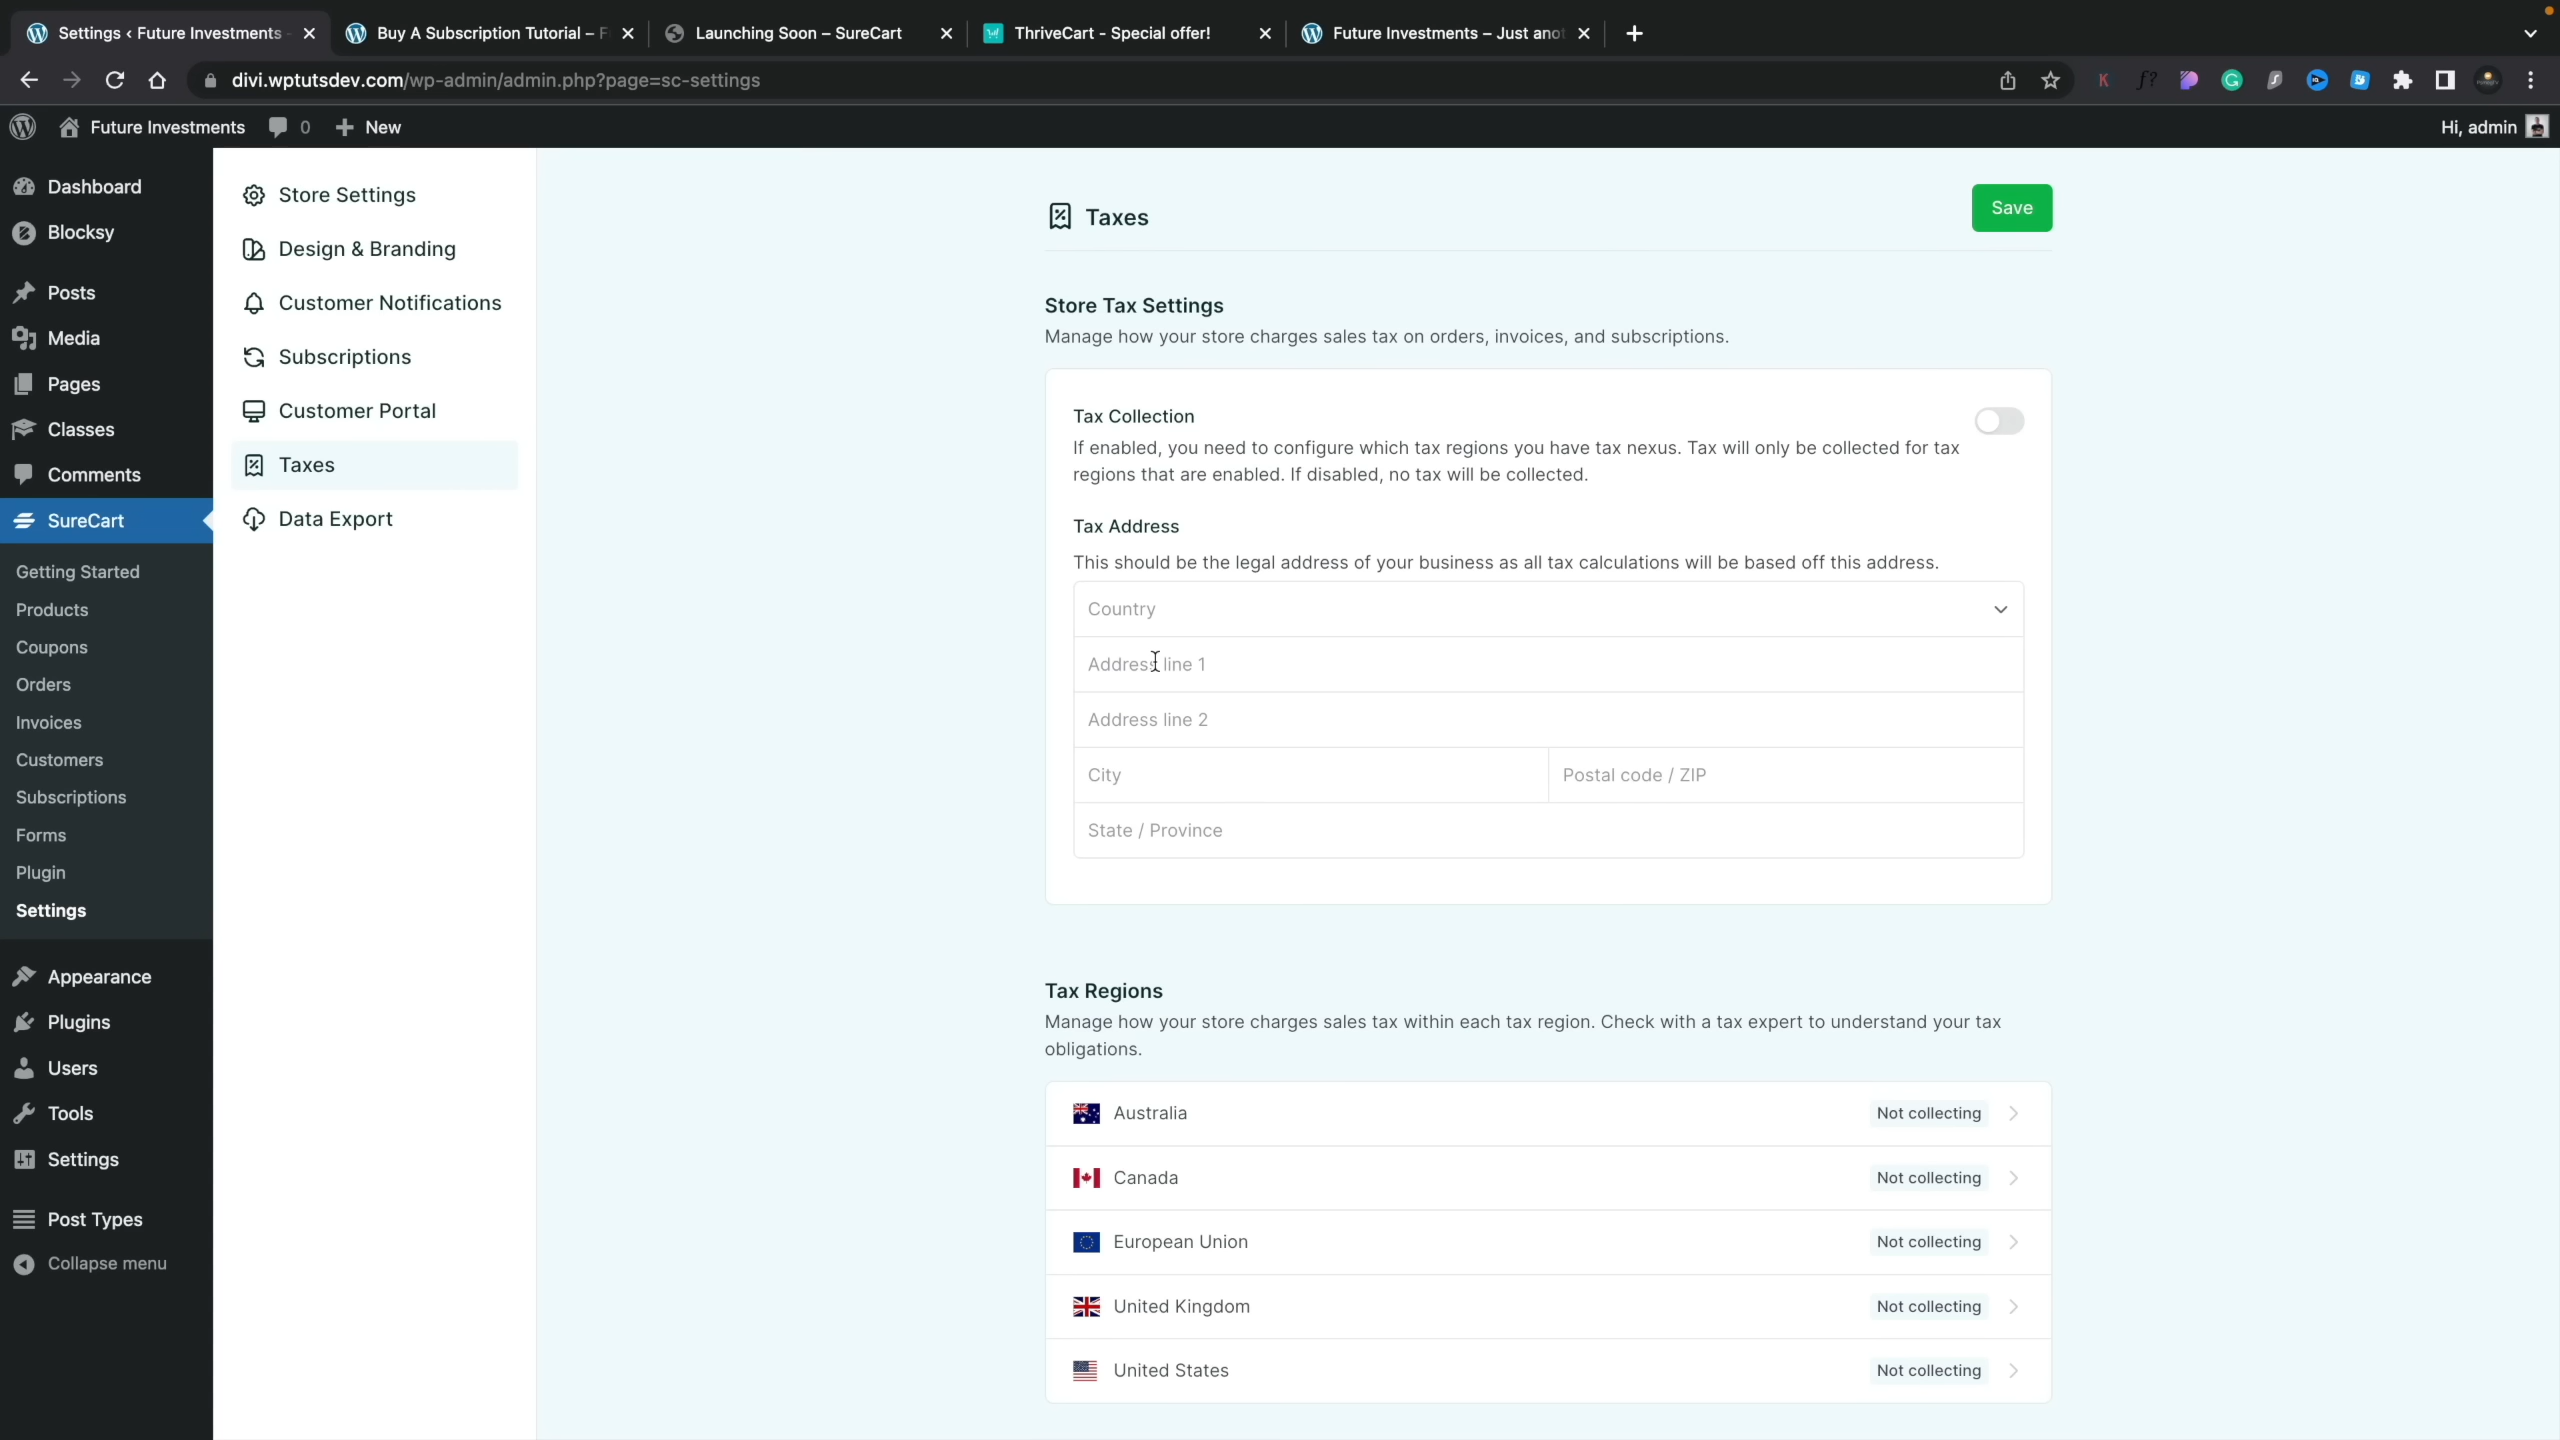 Settings ‹ Future Investments
Buy A Subscription Tutorial –
Launching Soon – SureCart
ThriveCart - Special offer!
Future Investments – Just
divi.wptutsdev.com/wp-admin/admin.php?page=sc-settings
Future Investments
0
New
Hi, admin
Dashboard
Blocksy
Posts
Media
Pages
Classes
Comments
SureCart
Getting Started
Products
Coupons
Orders
Invoices
Customers
Subscriptions
Forms
Plugin
Settings
Appearance
Plugins
Users
Tools
Settings
Post Types
Collapse menu
Store Settings
Design & Branding
Customer Notifications
Subscriptions
Customer Portal
Taxes
Data Export
Taxes
Save
Store Tax Settings
Manage how your store charges sales tax on orders, invoices, and subscriptions.
Tax Collection
If enabled, you need to configure which tax regions you have tax nexus. Tax will only be collected for tax
regions that are enabled. If disabled, no tax will be collected.
Tax Address
This should be the legal address of your business as all tax calculations will be based off this address.
Country
Address line 1
Address line 2
City
Postal code / ZIP
State / Province
Tax Regions
Manage how your store charges sales tax within each tax region. Check with a tax expert to understand your tax
obligations.
Australia
Not collecting
Canada
Not collecting
European Union
Not collecting
United Kingdom
Not collecting
United States
Not collecting